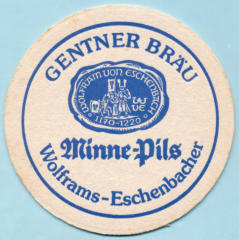 GENTNER BRÄU
WOLFRAM VON ESCHENBACH
1170-1220
Minne-Pils
Wolframs-Eschenbacher